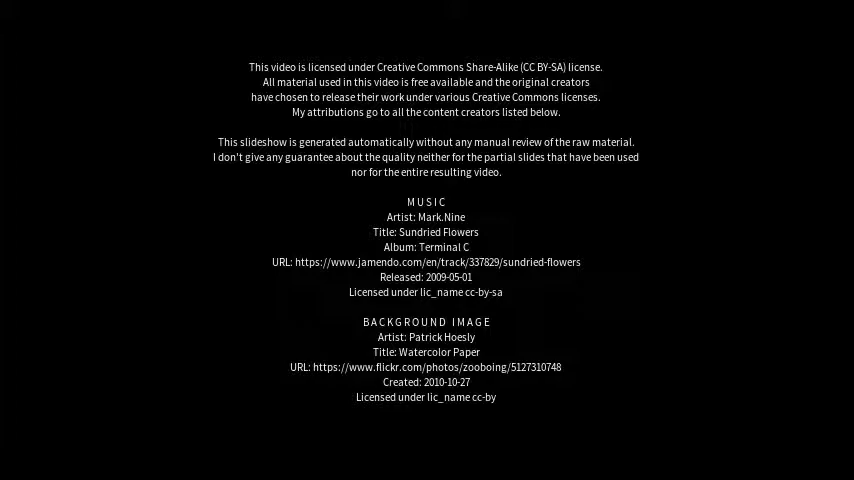 This video is licensed under Creative Commons Share-Alike (CC BY-SA) license.
All material used in this video is free available and the original creators
have chosen to release their work under various Creative Commons licenses.
My attributions go to all the content creators listed below.
This slideshow is generated automatically without any manual review of the raw material.
I don't give any guarantee about the quality neither for the partial slides that have been used
nor for the entire resulting video.
M U S I C
Artist: Mark.Nine
Title: Sundried Flowers
Album: Terminal C
URL: https://www.jamendo.com/en/track/337829/sundried-flowers
Released: 2009-05-01
Licensed under lic_name cc-by-sa
B A C K G R O U N D   I M A G E
Artist: Patrick Hoesly
Title: Watercolor Paper
URL: https://www.flickr.com/photos/zooboing/5127310748
Created: 2010-10-27
Licensed under lic_name cc-by